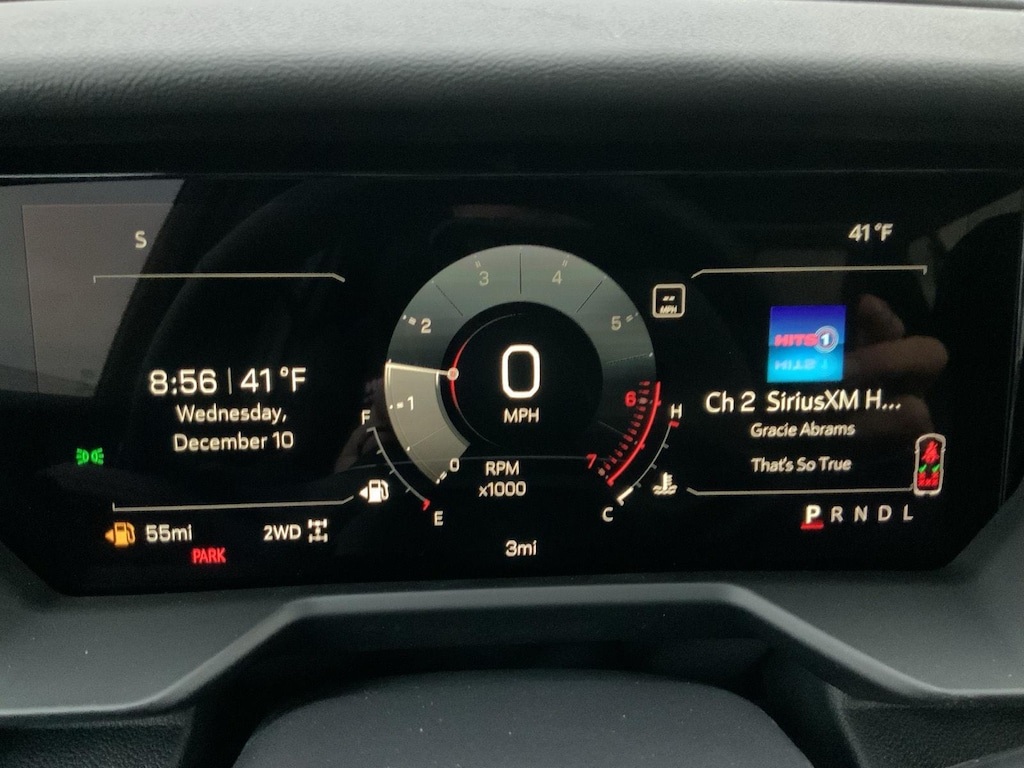 S
41°F
8:56 | 41°F
Wednesday,
December 10
3
4
2
5
1
6
0
7
0
MPH
RPM
x1000
F
E
H
C
-- MPH
HITS 1
Ch 2 SiriusXM H...
Gracie Abrams
That's So True
55mi
PARK
2WD
3mi
P R N D L